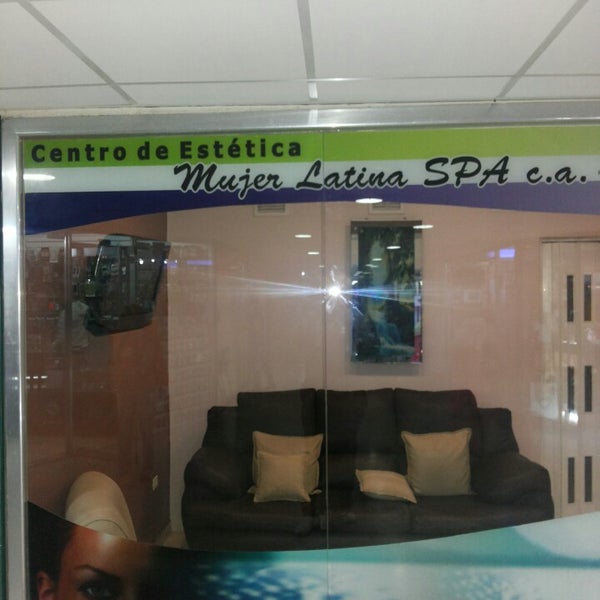 Centro de Estética
Mujer Latina SPA c.a.